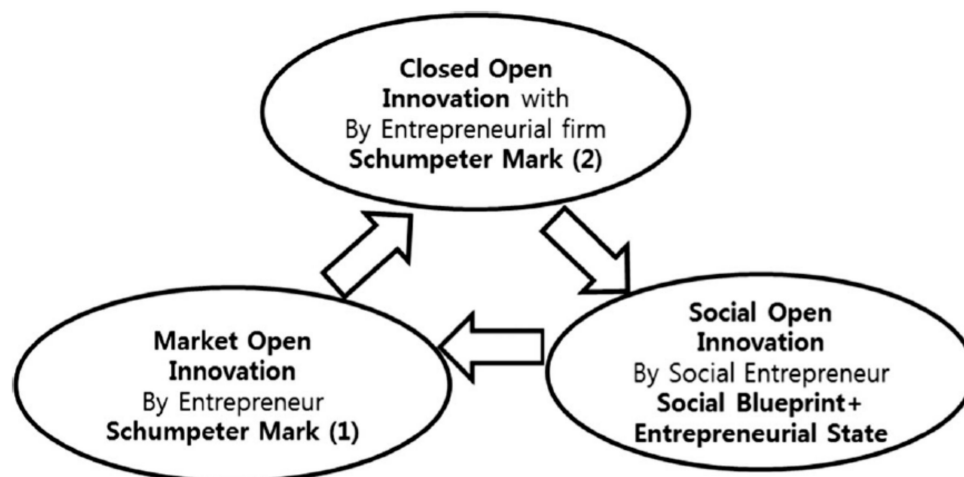 Closed Open
Innovation with
By Entrepreneurial firm
Schumpeter Mark (2)
Market Open
Innovation
By Entrepreneur
Schumpeter Mark (1)
Social Open
Innovation
By Social Entrepreneur
Social Blueprint+
Entrepreneurial State